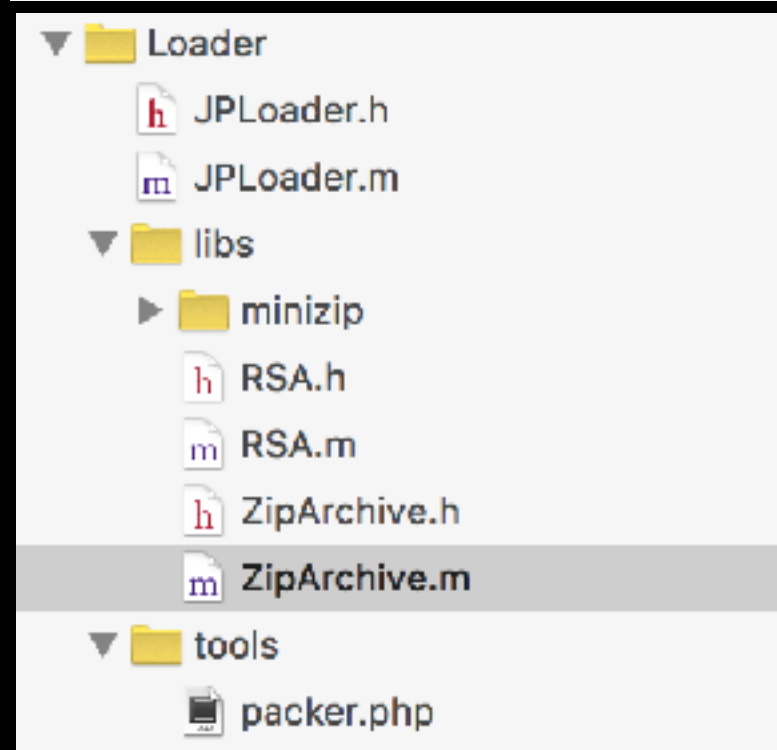 Loader
h JPLoader.h
m JPLoader.m
libs
minizip
h RSA.h
m RSA.m
h ZipArchive.h
m ZipArchive.m
tools
packer.php